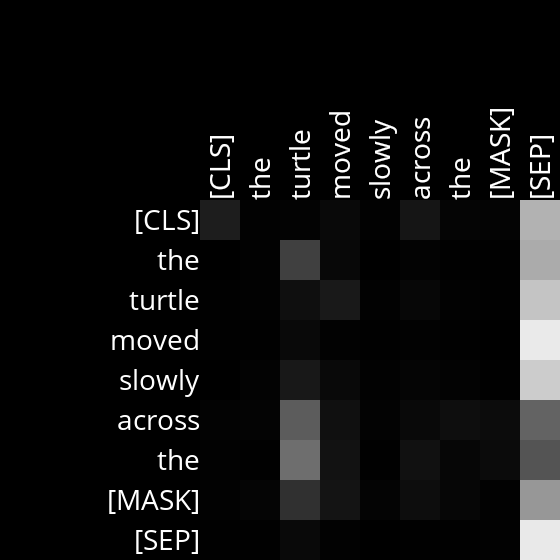 [CLS] the turtle moved slowly across the [MASK] [SEP]
[CLS]
the
turtle
moved
slowly
across
the
[MASK]
[SEP]